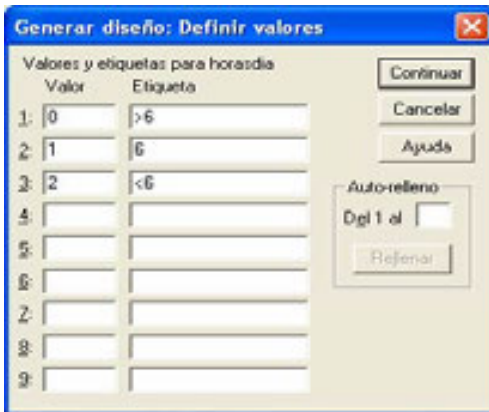 Generar diseño: Definir valores
Valores y etiquetas para horasdia
Valor Etiqueta
1: 0 >6
2: 1 6
3: 2 <6
4:
5:
6:
7:
8:
9:
Continuar
Cancelar
Ayuda
Auto-relleno
Del 1 al
Rellenar